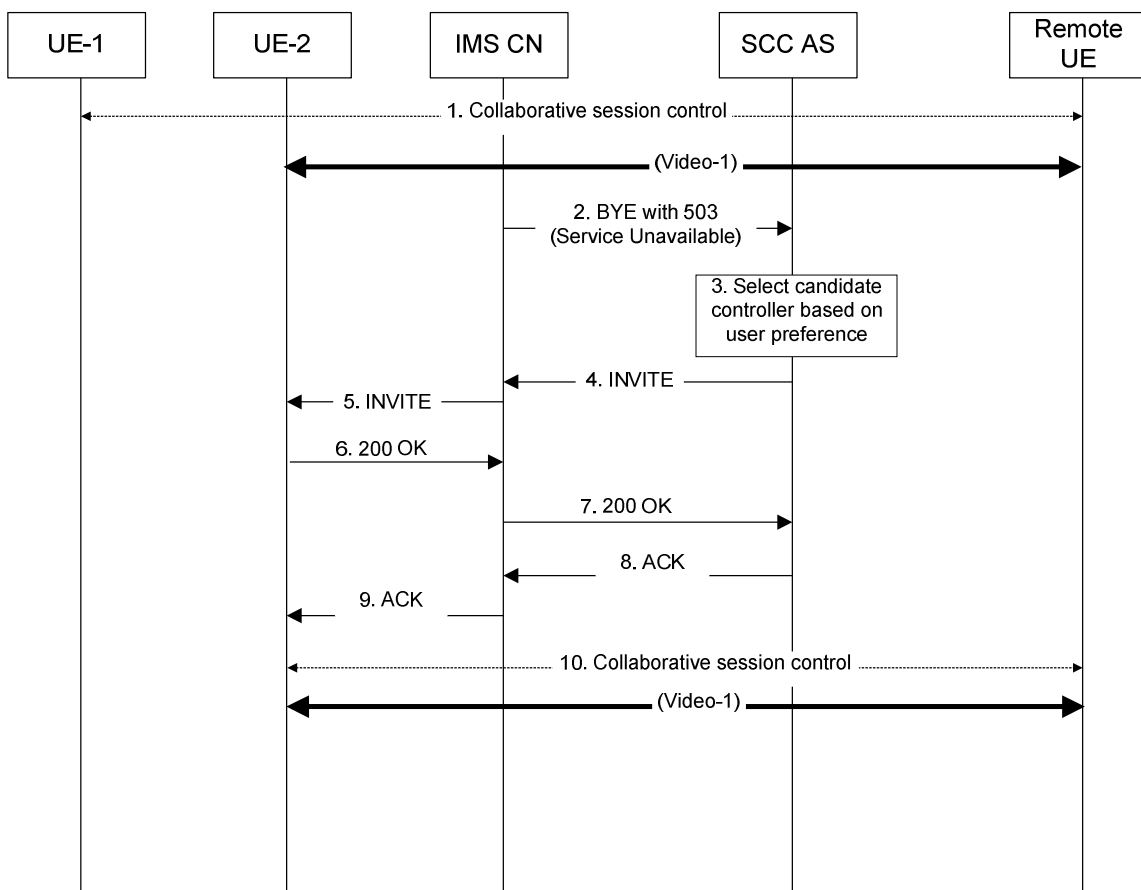 UE-1
UE-2
IMS CN
SCC AS
Remote
UE
1. Collaborative session control
(Video-1)
2. BYE with 503
(Service Unavailable)
3. Select candidate
controller based on
user preference
4. INVITE
5. INVITE
6. 200 OK
7. 200 OK
8. ACK
9. ACK
10. Collaborative session control
(Video-1)